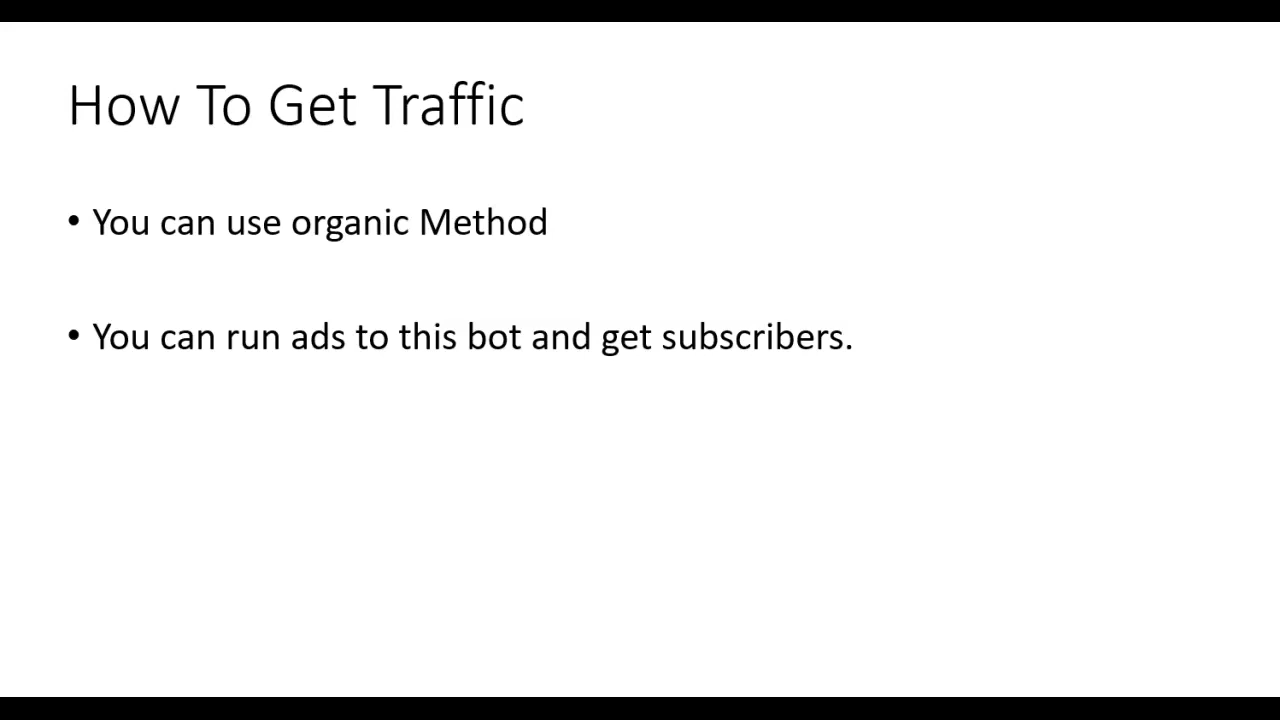 How To Get Traffic
• You can use organic Method
• You can run ads to this bot and get subscribers.